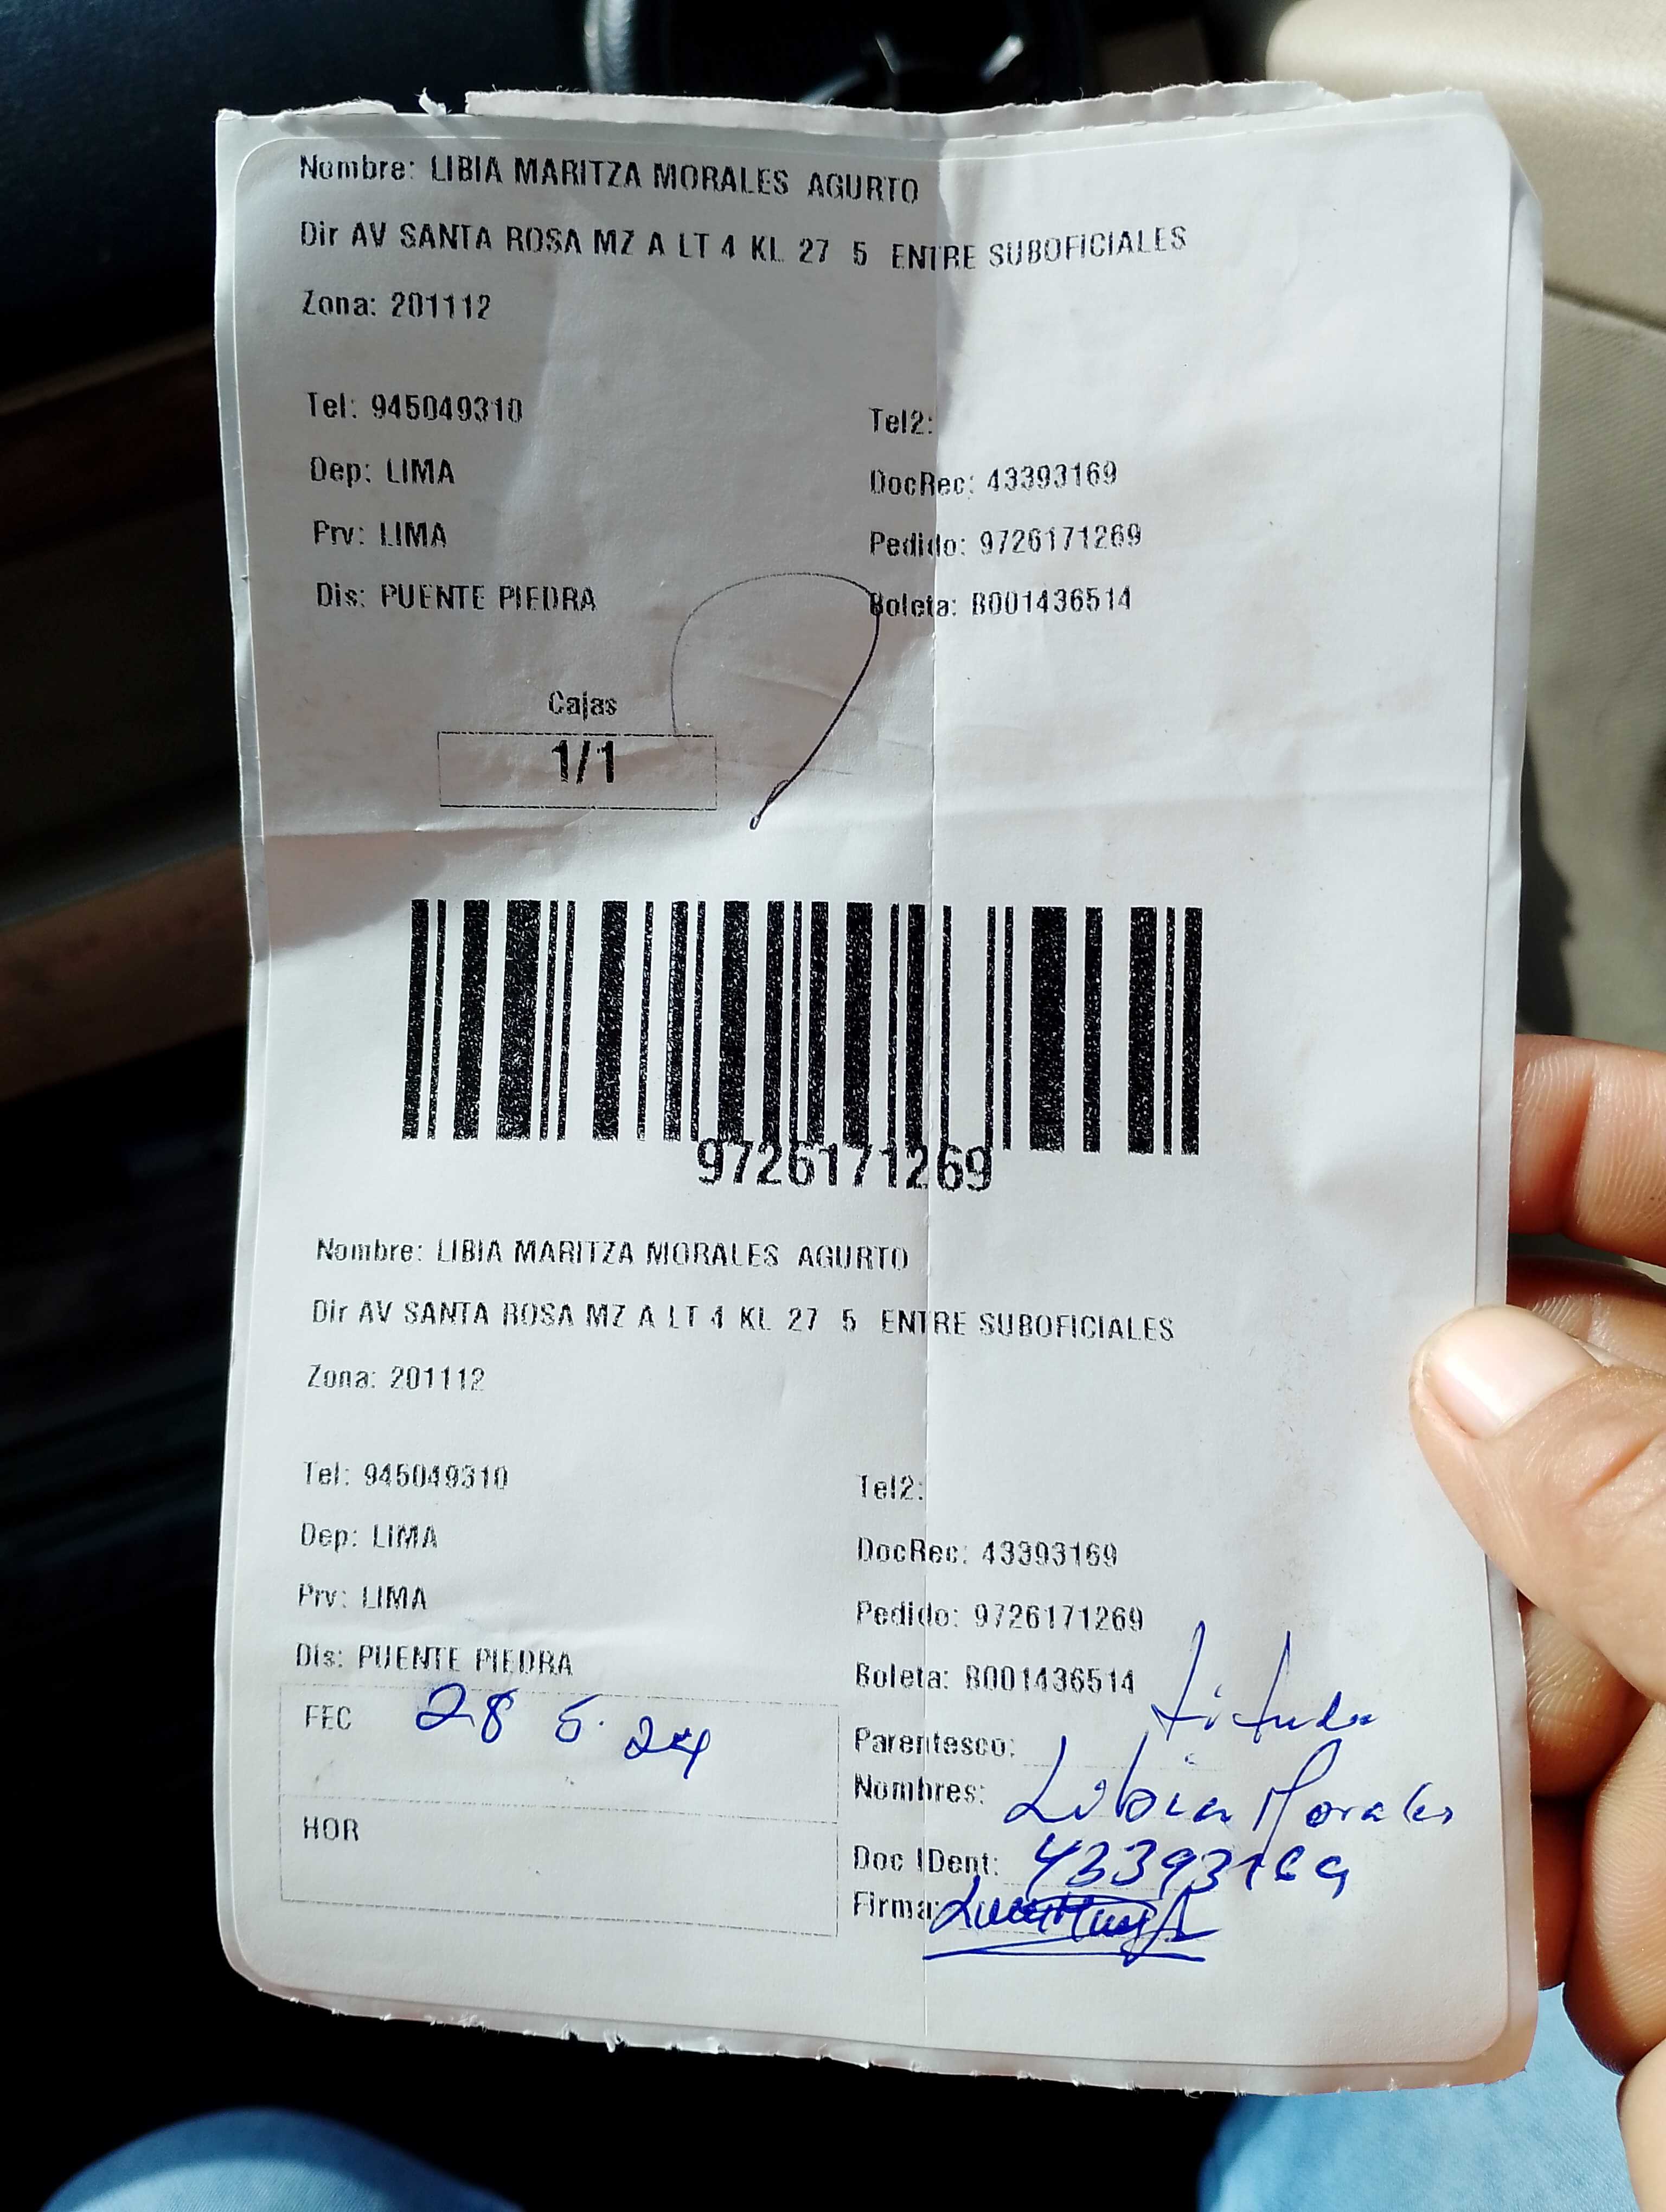 Nombre: LIBIA MARITZA MORALES AGURTO
Dir AV SANTA ROSA MZ A LT 4 KL 27 5 ENTRE SUBOFICIALES
Zona: 201112
Tel: 945049310 Tel2:
Dep: LIMA DocRec: 43393169
Prv: LIMA Pedido: 9726171269
Dis: PUENTE PIEDRA Boleta: B001436514
Cajas
1/1
9726171269
Nombre: LIBIA MARITZA MORALES AGURTO
Dir AV SANTA ROSA MZ A LT 4 KL 27 5 ENTRE SUBOFICIALES
Zona: 201112
Tel: 945049310 Tel2:
Dep: LIMA DocRec: 43393169
Prv: LIMA Pedido: 9726171269
Dis: PUENTE PIEDRA Boleta: B001436514
FEC 28 5. 24
Parentesco: titular
Nombres: Libia Morales
HOR
Doc IDent: 43393169
Firma: